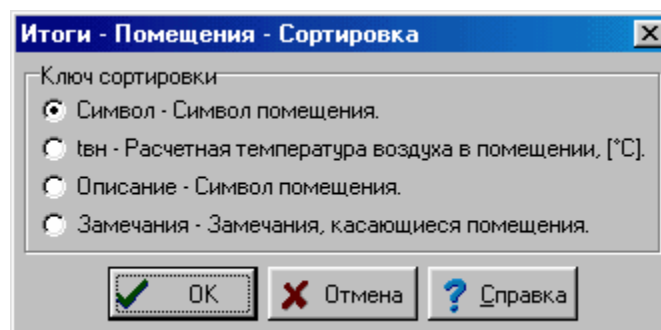 Итоги - Помещения - Сортировка
Ключ сортировки
Символ - Символ помещения.
tвн - Расчетная температура воздуха в помещении, [°C].
Описание - Символ помещения.
Замечания - Замечания, касающиеся помещения.
OK Отмена Справка